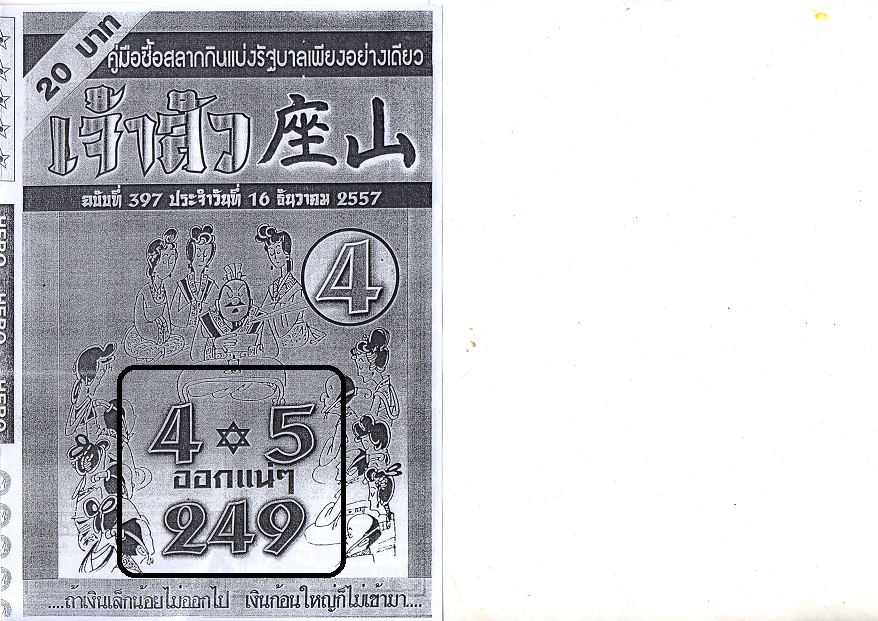 20 บาท
คู่มือซื้อสลากกินแบ่งรัฐบาลเพียงอย่างเดียว
เจ้าสัว 座山
ฉบับที่ 397 ประจำวันที่ 16 ธันวาคม 2557
4
4 ✡ 5
ออกแน่ๆ
249
....ถ้าเงินเล็กน้อยไม่ออกไป เงินก้อนใหญ่ก็ไม่เข้ามา....
HERO HERO HERO